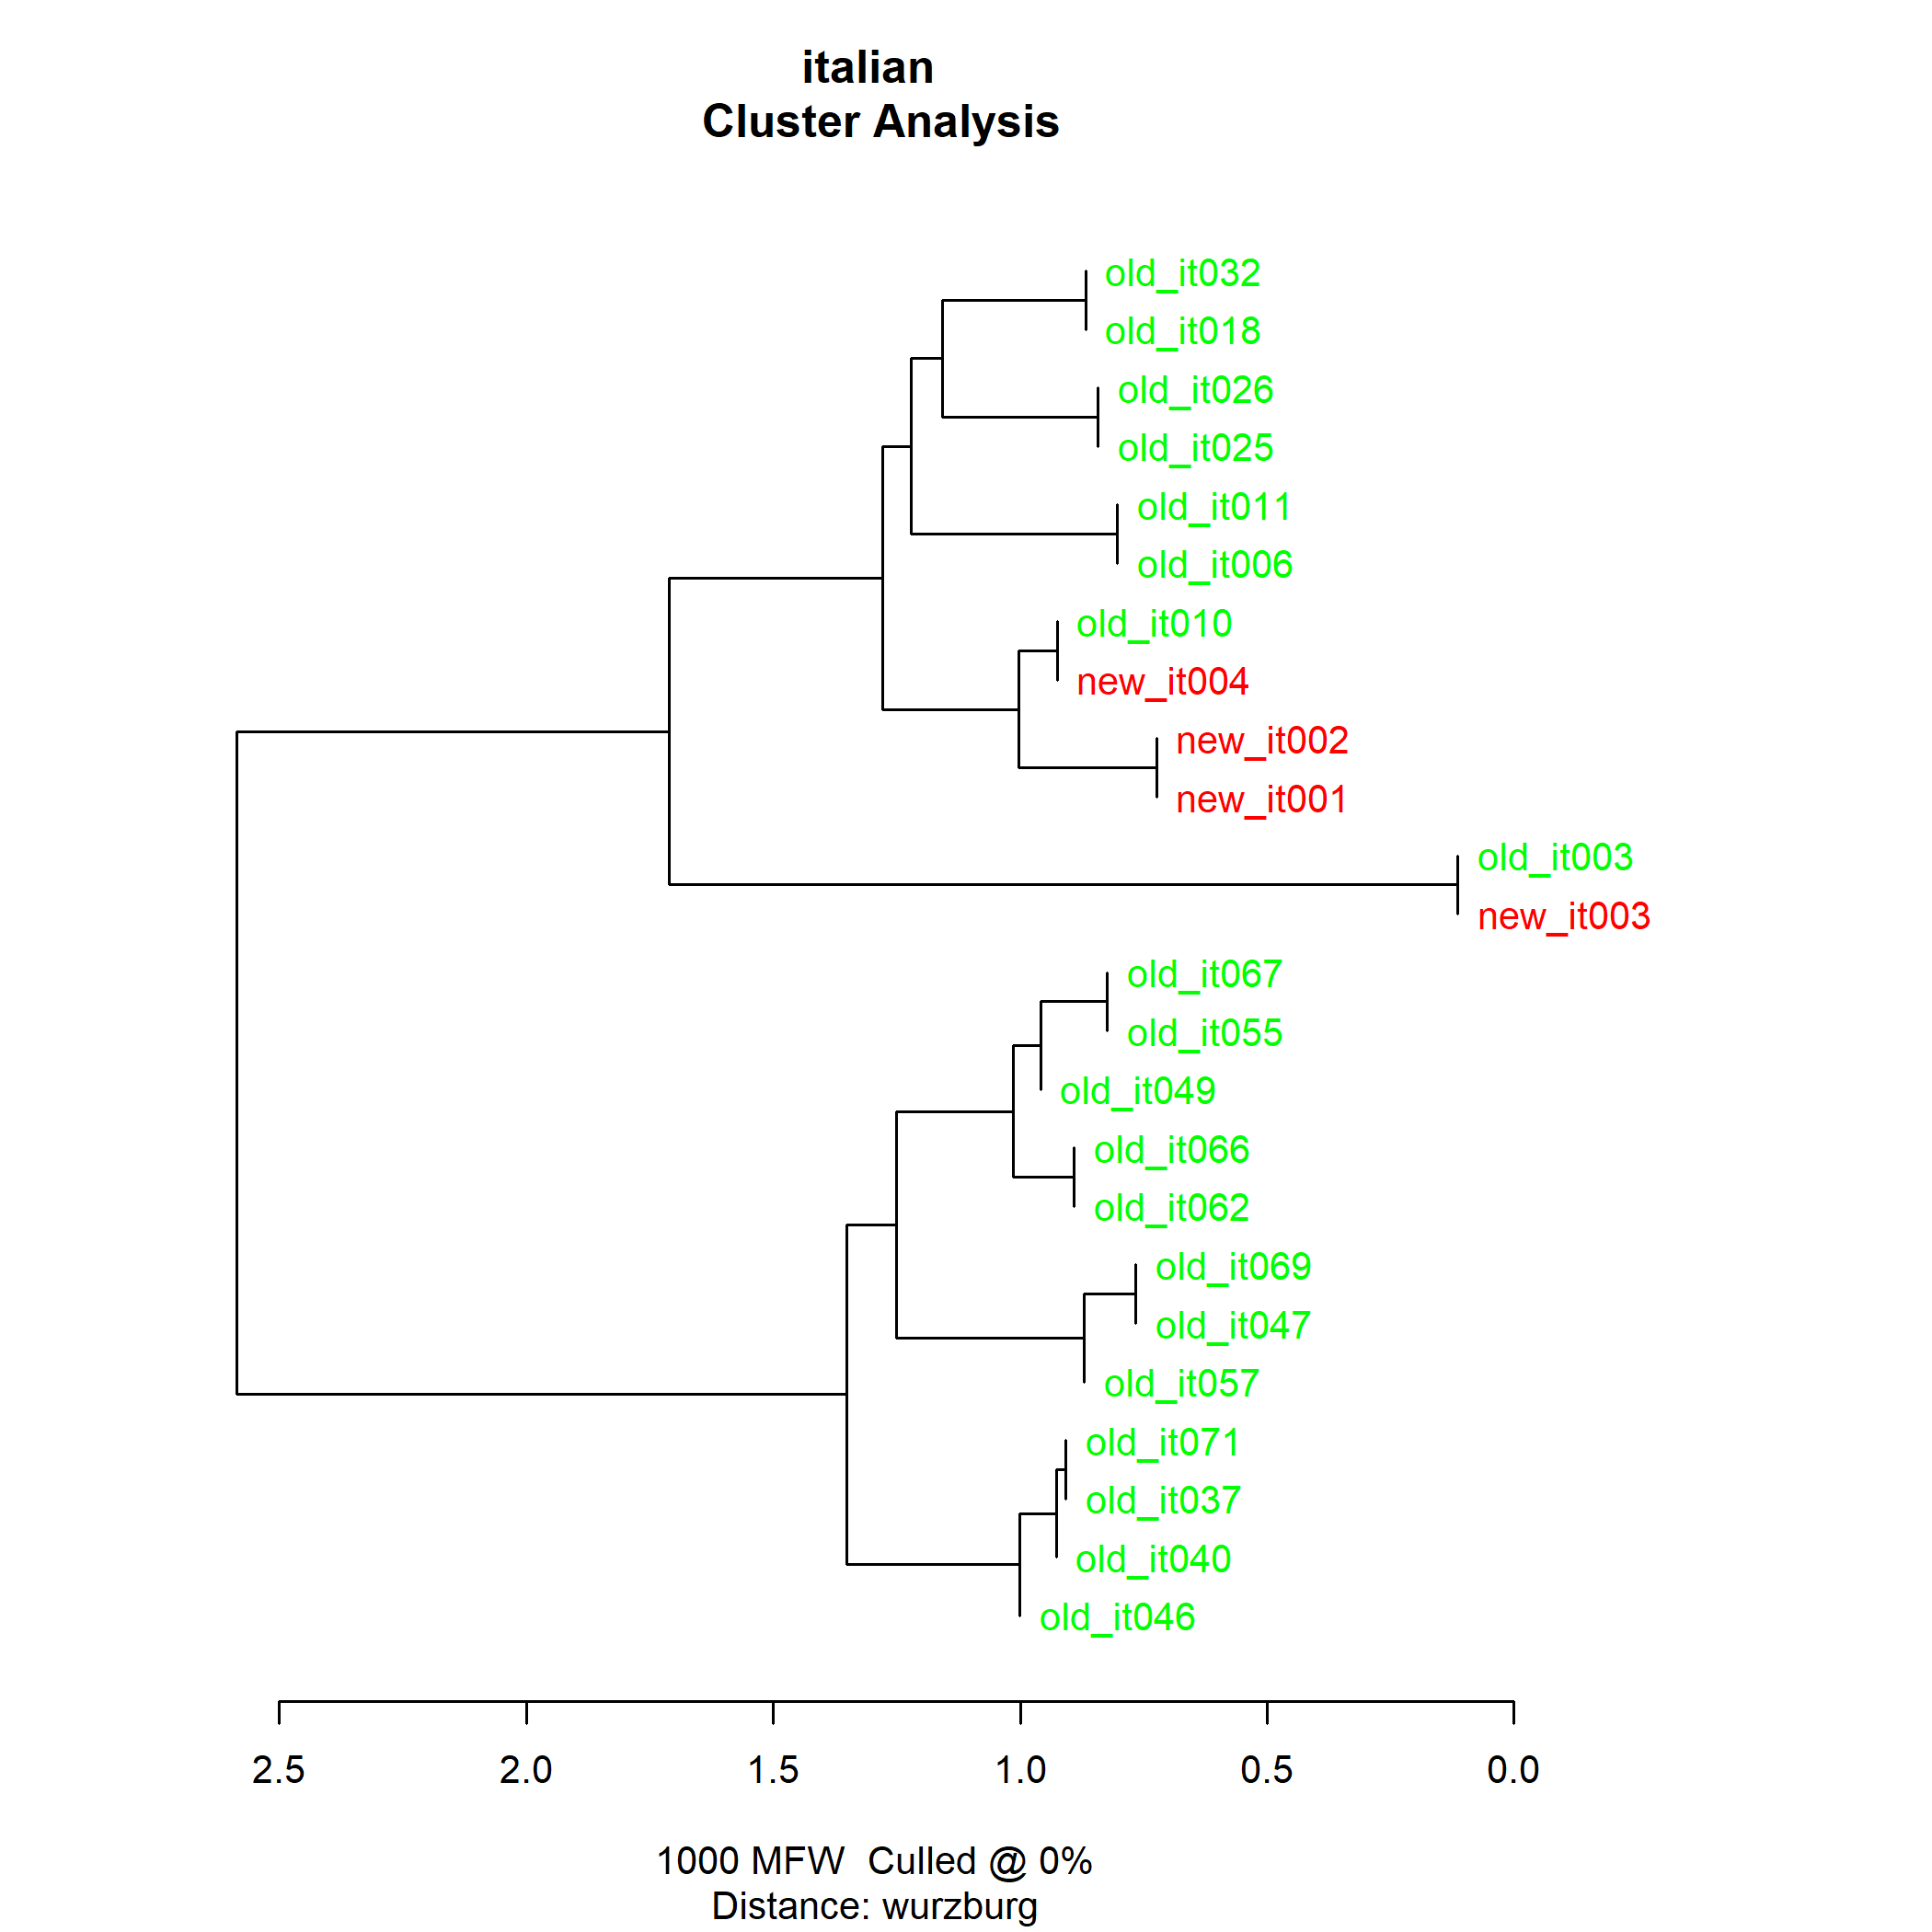 italian
Cluster Analysis
old_it032
old_it018
old_it026
old_it025
old_it011
old_it006
old_it010
new_it004
new_it002
new_it001
old_it003
new_it003
old_it067
old_it055
old_it049
old_it066
old_it062
old_it069
old_it047
old_it057
old_it071
old_it037
old_it040
old_it046
2.5 2.0 1.5 1.0 0.5 0.0
1000 MFW  Culled @ 0%
Distance: wurzburg